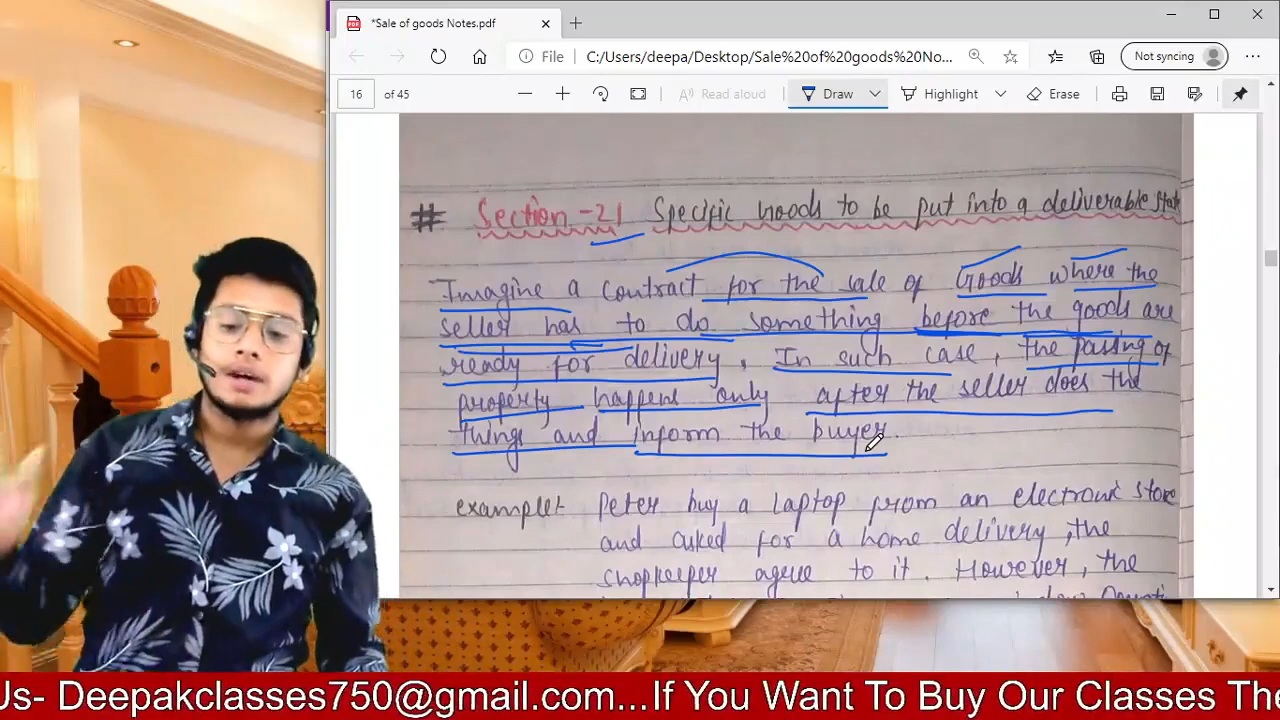 *Sale of goods Notes.pdf
File
C:/Users/deepa/Desktop/Sale%20of%20goods%20No...
Not syncing
16 of 45
Read aloud
Draw
Highlight
Erase
# Section-21 Specific Goods to be put into a deliverable state
Imagine a contract for the sale of Goods where the
seller has to do something before the goods are
ready for delivery. In such case, the passing of
property happens only after the seller does the
things and inform the buyer.
example:- Peter buy a laptop from an electronic store
and asked for a home delivery, the
shopkeeper agree to it. However, the
Us- Deepakclasses750@gmail.com...If You Want To Buy Our Classes The